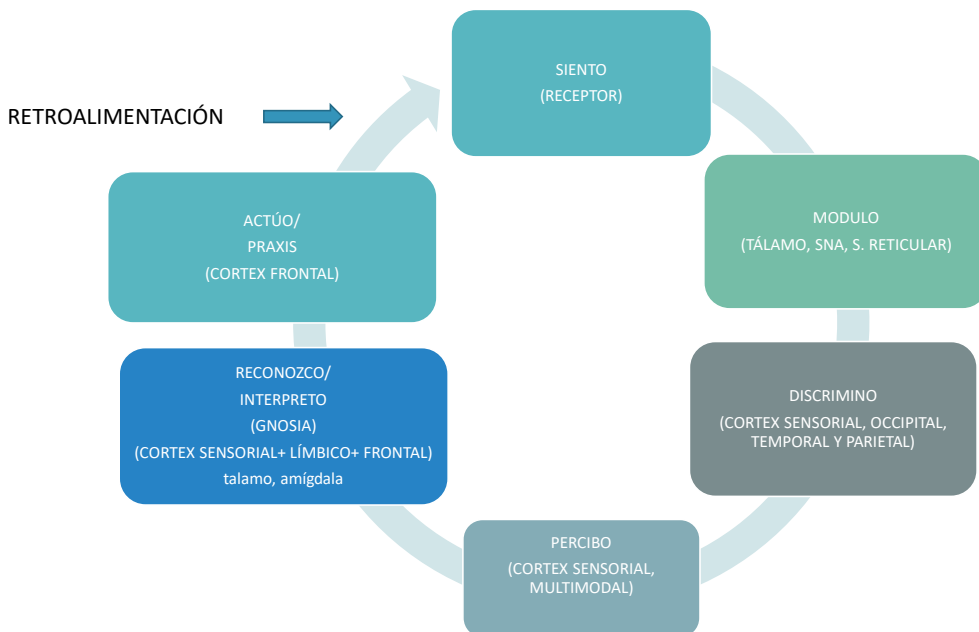 SIENTO
(RECEPTOR)
RETROALIMENTACIÓN
MODULO
(TÁLAMO, SNA, S. RETICULAR)
DISCRIMINO
(CORTEX SENSORIAL, OCCIPITAL,
TEMPORAL Y PARIETAL)
PERCIBO
(CORTEX SENSORIAL,
MULTIMODAL)
RECONOZCO/
INTERPRETO
(GNOSIA)
(CORTEX SENSORIAL+ LÍMBICO+ FRONTAL)
talamo, amígdala
ACTÚO/
PRAXIS
(CORTEX FRONTAL)